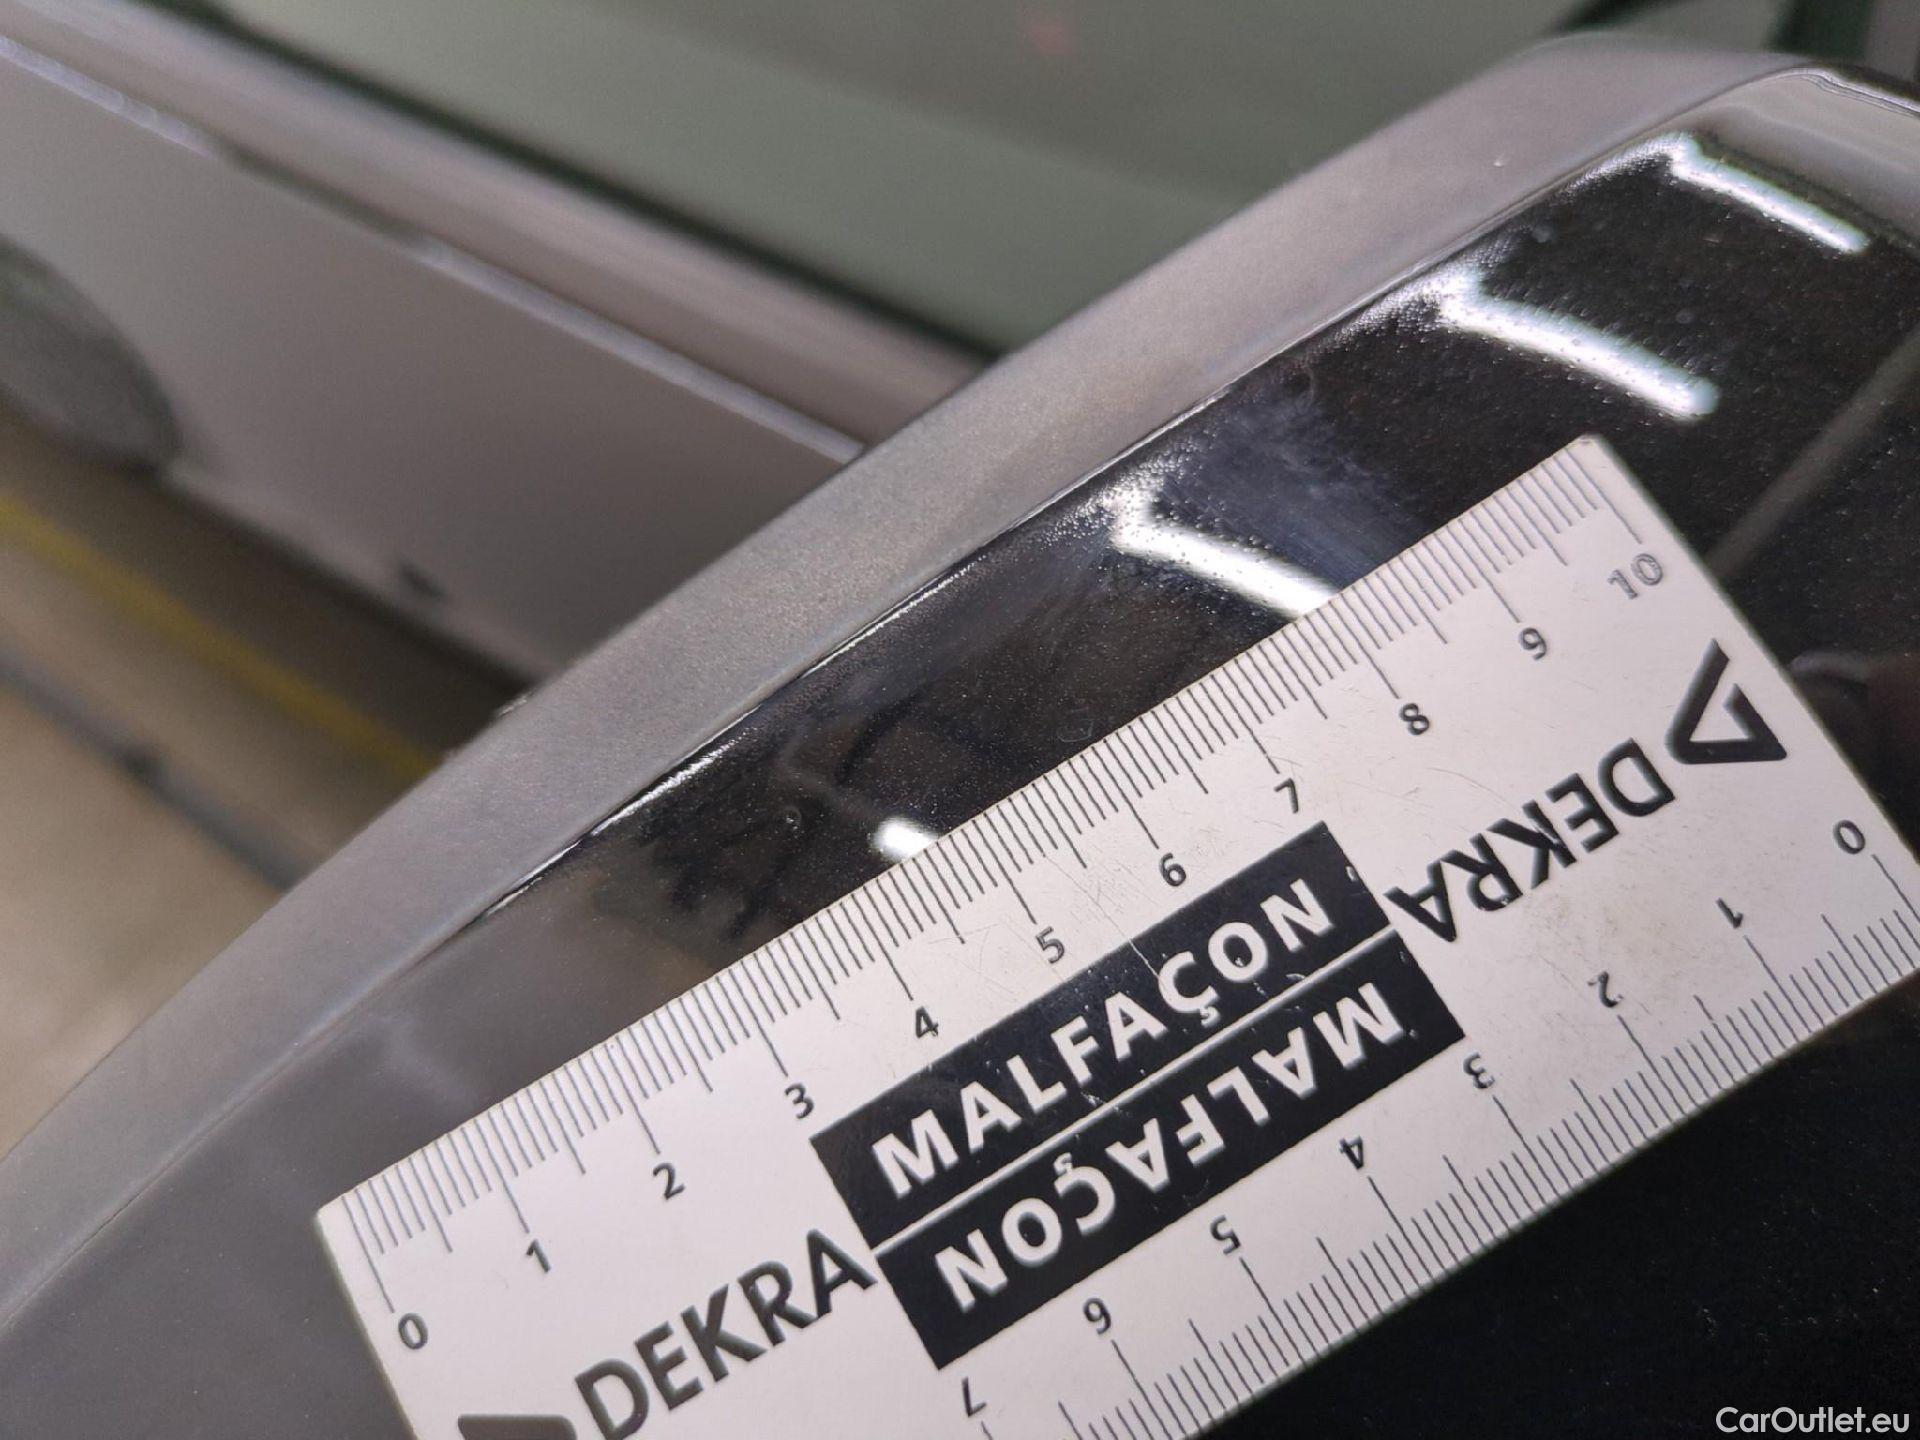 0 1 2 3 4 5 6 7 8 9 10
DEKRA MALFAÇON DEKRA
MALFAÇON
0 1 2 3 4 5 6 7
CarOutlet.eu